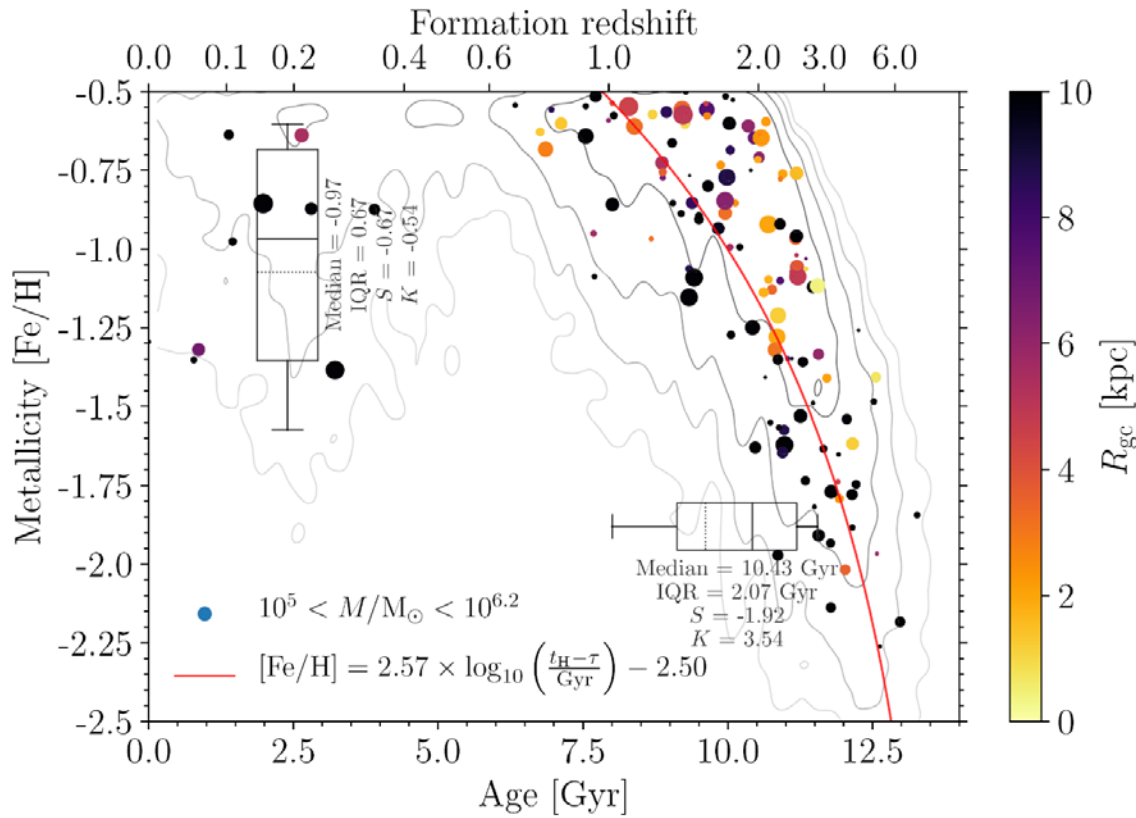 Formation redshift
0.0 0.1 0.2 0.4 0.6 1.0 2.0 3.0 6.0
-0.5
-0.75
-1.0
-1.25
-1.5
-1.75
-2.0
-2.25
-2.5
Metallicity [Fe/H]
Median = -0.97
IQR = 0.67
S = -0.67
K = -0.54
Median = 10.43 Gyr
IQR = 2.07 Gyr
S = -1.92
K = 3.54
10^5 < M/M_⊙ < 10^6.2
[Fe/H] = 2.57 × log_10 (t_H−τ / Gyr) − 2.50
0.0 2.5 5.0 7.5 10.0 12.5
Age [Gyr]
10
8
6
4
2
0
R_gc [kpc]